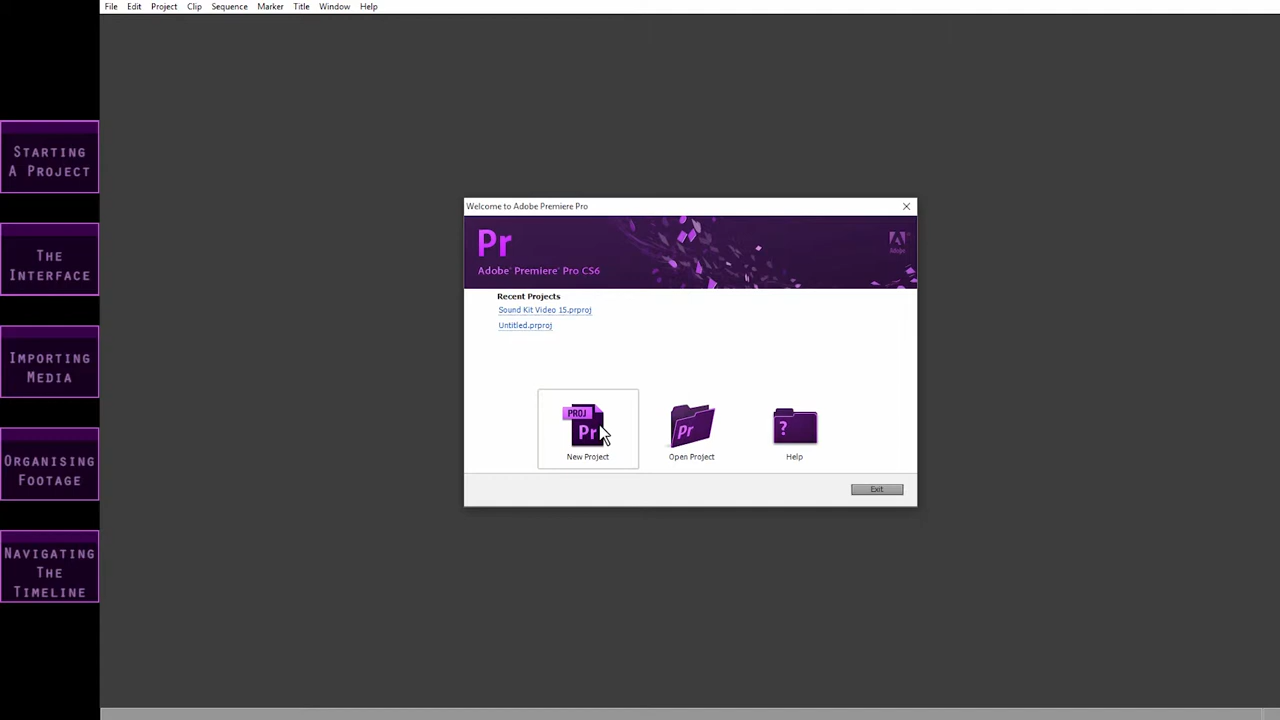 File Edit Project Clip Sequence Marker Title Window Help
STARTING
A PROJECT
THE
INTERFACE
IMPORTING
MEDIA
ORGANISING
FOOTAGE
NAVIGATING
THE
TIMELINE
Welcome to Adobe Premiere Pro
Pr
Adobe® Premiere® Pro CS6
Adobe
Recent Projects
Sound Kit Video 15.prproj
Untitled.prproj
PROJ
Pr
New Project
Pr
Open Project
?
Help
Exit